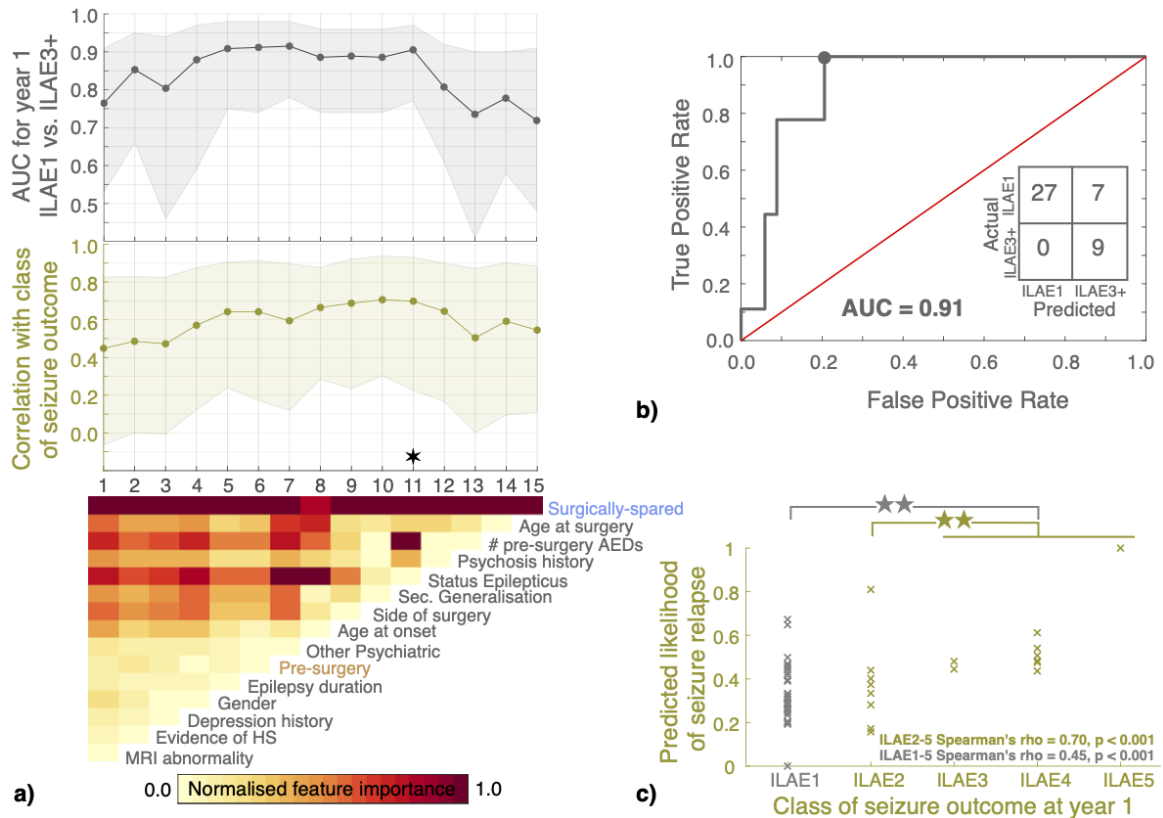 1.0
0.9
0.8
0.7
0.6
0.5
AUC for year 1
ILAE1 vs. ILAE3+
1.0
0.8
0.6
0.4
0.2
0.0
Correlation with class
of seizure outcome
1 2 3 4 5 6 7 8 9 10 11 12 13 14 15
Surgically-spared
Age at surgery
# pre-surgery AEDs
Psychosis history
Status Epilepticus
Sec. Generalisation
Side of surgery
Age at onset
Other Psychiatric
Pre-surgery
Epilepsy duration
Gender
Depression history
Evidence of HS
MRI abnormality
a)
0.0 Normalised feature importance 1.0
1.0
0.8
0.6
0.4
0.2
0.0
True Positive Rate
0.0 0.2 0.4 0.6 0.8 1.0
False Positive Rate
AUC = 0.91
Actual
ILAE1
ILAE3+
27 7
0 9
ILAE1 ILAE3+
Predicted
b)
1
0.8
0.6
0.4
0.2
0
Predicted likelihood
of seizure relapse
ILAE2-5 Spearman's rho = 0.70, p < 0.001
ILAE1-5 Spearman's rho = 0.45, p < 0.001
ILAE1 ILAE2 ILAE3 ILAE4 ILAE5
Class of seizure outcome at year 1
c)